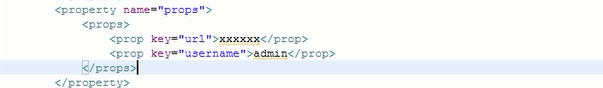 <property name="props">
<props>
<prop key="url">xxxxxx</prop>
<prop key="username">admin</prop>
</props>
</property>